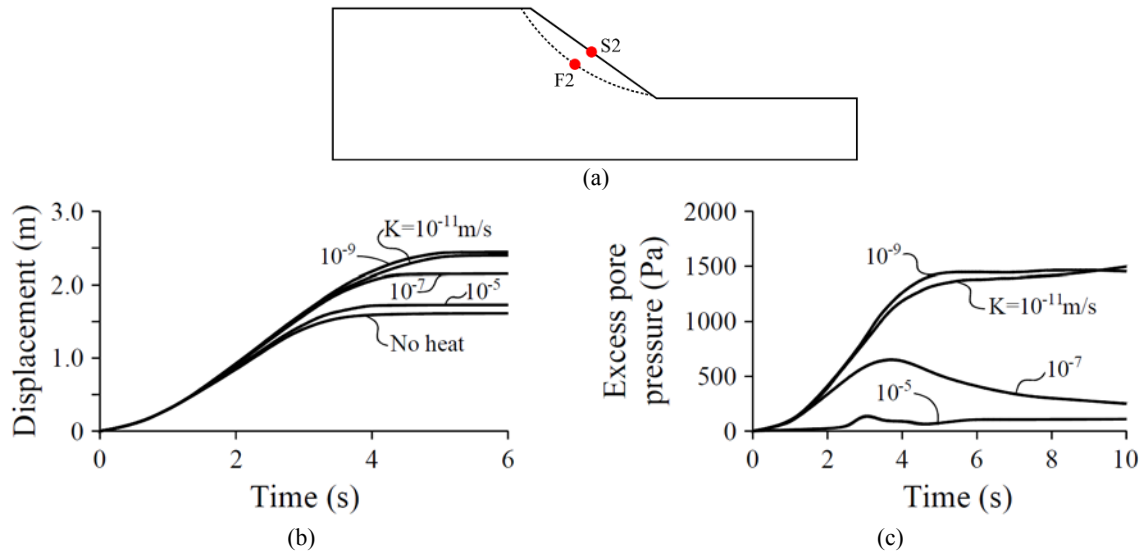 S2
F2
(a)
Displacement (m)
3.0
2.0
1.0
0
0
2
4
6
Time (s)
K=10⁻¹¹m/s
10⁻⁹
10⁻⁷
10⁻⁵
No heat
(b)
Excess pore
pressure (Pa)
2000
1500
1000
500
0
0
2
4
6
8
10
Time (s)
10⁻⁹
K=10⁻¹¹m/s
10⁻⁷
10⁻⁵
(c)